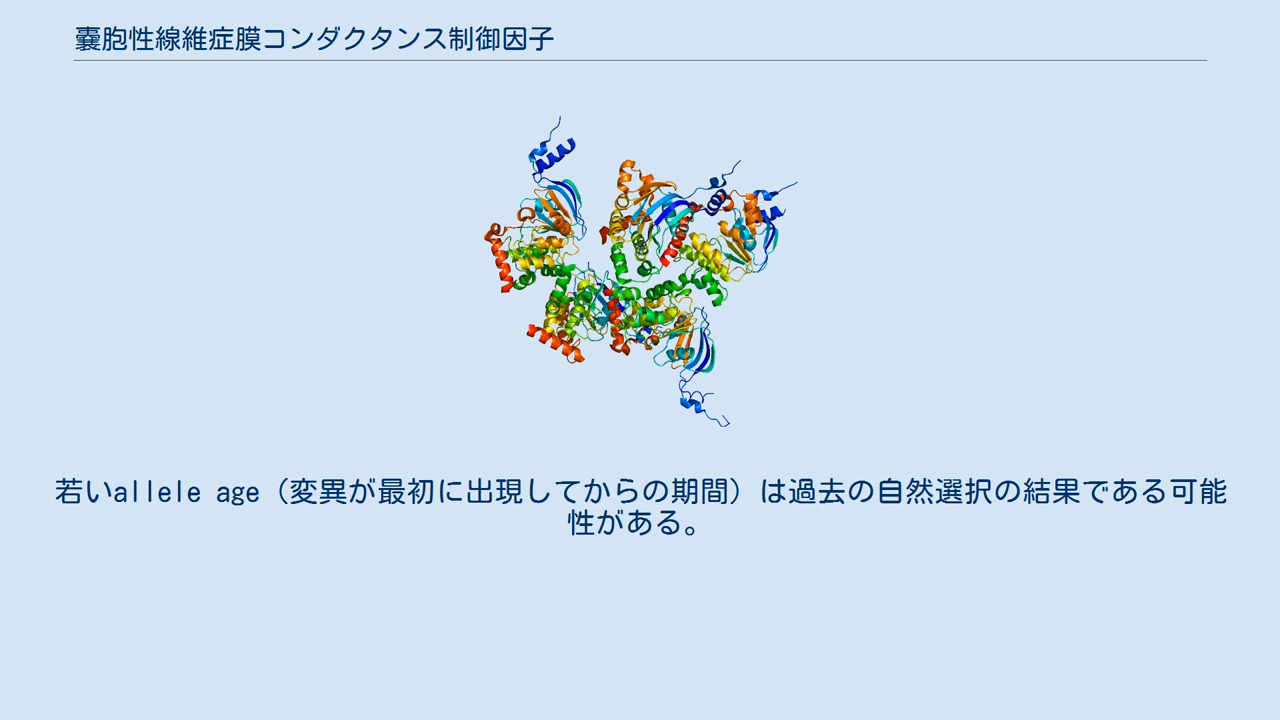 嚢胞性線維症膜コンダクタンス制御因子
若いallele age（変異が最初に出現してからの期間）は過去の自然選択の結果である可能
性がある。